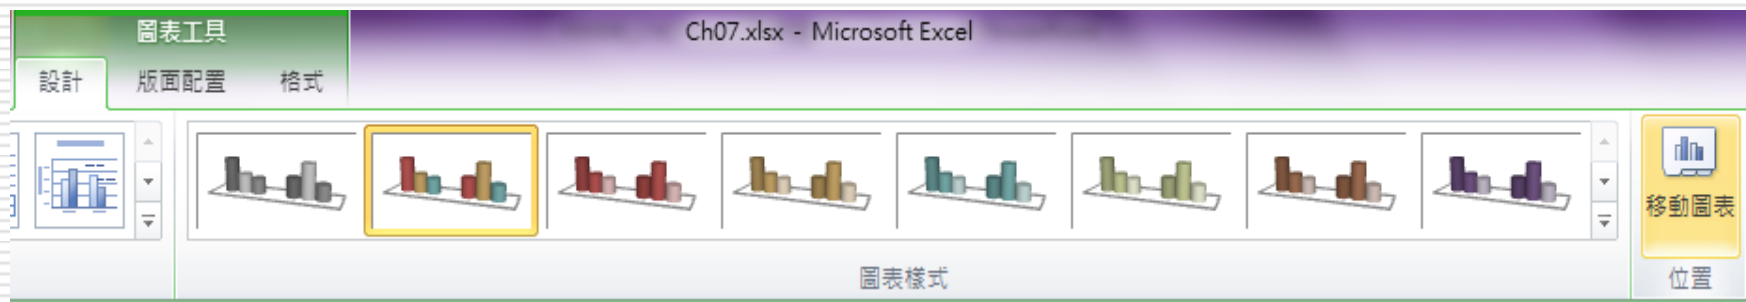 圖表工具
Ch07.xlsx - Microsoft Excel
設計 版面配置 格式
移動圖表
圖表樣式
位置